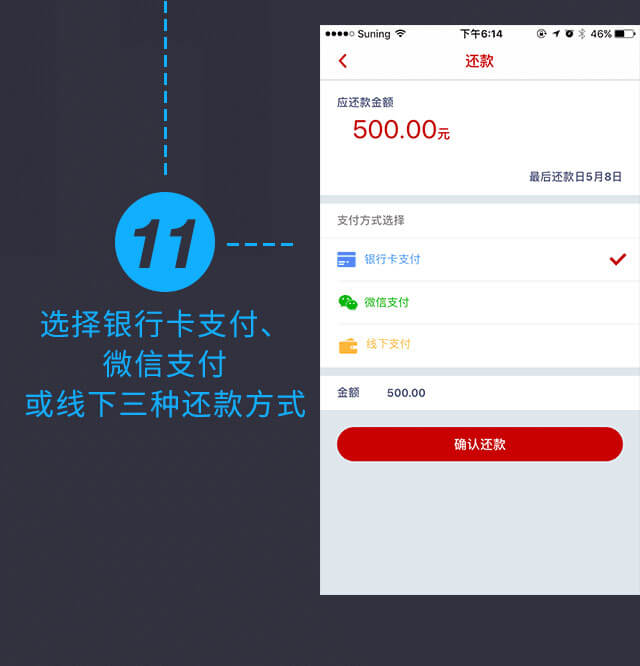 11
选择银行卡支付、
微信支付
或线下三种还款方式
Suning 下午6:14 46%
还款
应还款金额
500.00元
最后还款日5月8日
支付方式选择
银行卡支付
微信支付
线下支付
金额 500.00
确认还款